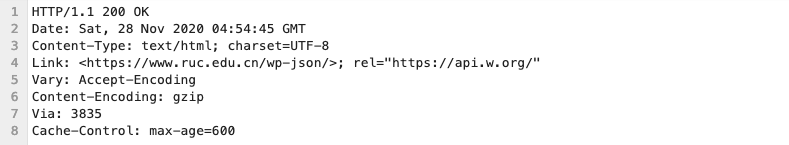 1 HTTP/1.1 200 OK
2 Date: Sat, 28 Nov 2020 04:54:45 GMT
3 Content-Type: text/html; charset=UTF-8
4 Link: <https://www.ruc.edu.cn/wp-json/>; rel="https://api.w.org/"
5 Vary: Accept-Encoding
6 Content-Encoding: gzip
7 Via: 3835
8 Cache-Control: max-age=600